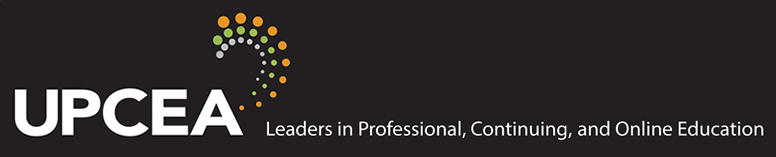 UPCEA
Leaders in Professional, Continuing, and Online Education